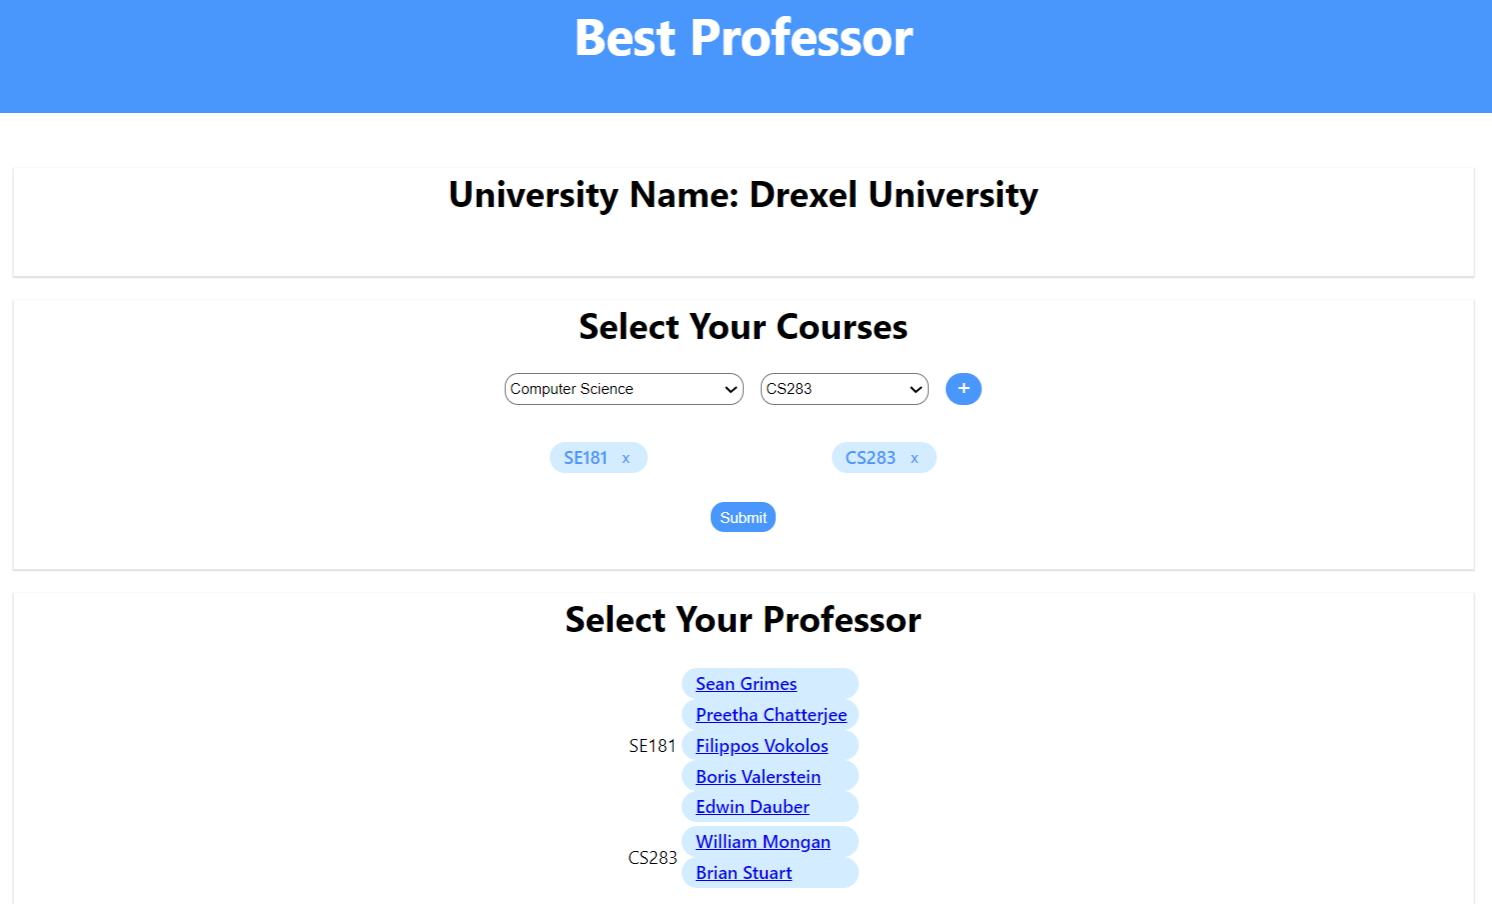 Best Professor
University Name: Drexel University
Select Your Courses
Computer Science CS283 +
SE181 x CS283 x
Submit
Select Your Professor
Sean Grimes
Preetha Chatterjee
SE181 Filippos Vokolos
Boris Valerstein
Edwin Dauber
William Mongan
CS283
Brian Stuart